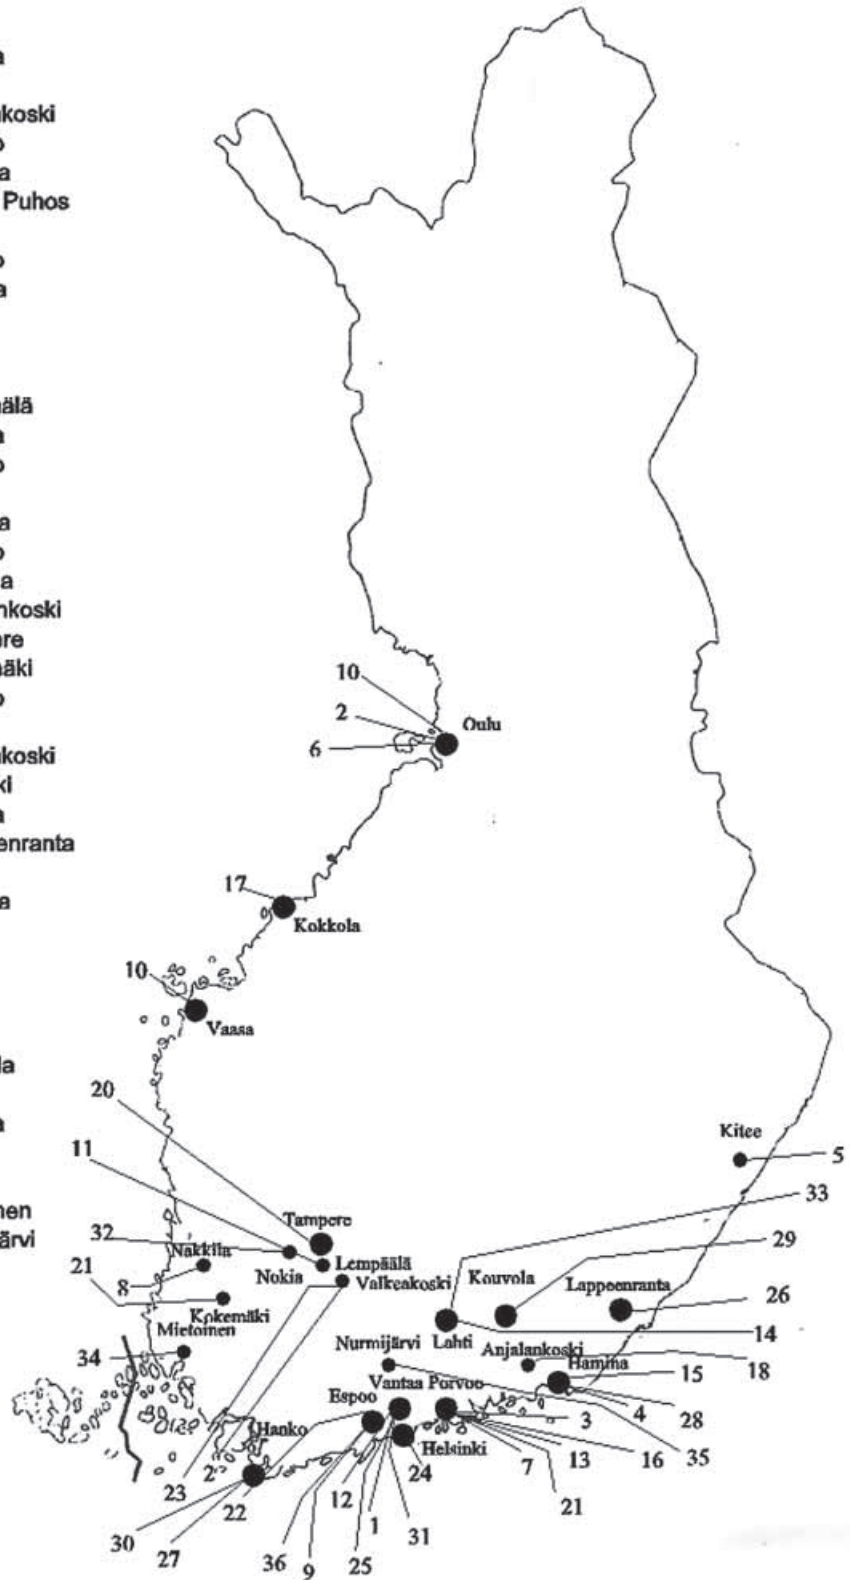 a
koski
o
a
Puhos
o
a
älä
a
o
a
o
a
nkoski
ere
äki
o
koski
ki
a
enranta
a
la
a
nen
ärvi
10
2
Oulu
6
17
Kokkola
10
Vaasa
20
Kitee
5
11
33
Tampere
32
Nakkila
29
Lempäälä
21
Nokia
Valkeakoski
Kouvola
Lappeenranta
8
26
Kokemäki
Mietoinen
Lahti
14
Nurmijärvi
Anjalankoski
34
Hamina
18
15
Vantaa Porvoo
Espoo
4
28
3
Hanko
Helsinki
16
35
2
24
7
13
23
22
12
21
1
31
30
27
36
9
25